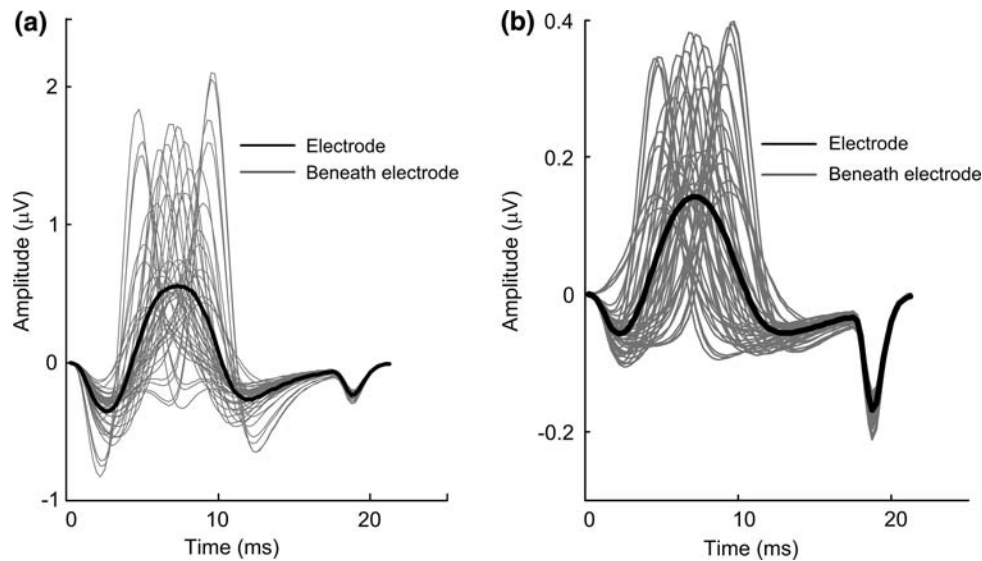 (a)
2
1
0
-1
Amplitude (μV)
Electrode
Beneath electrode
0
10
20
Time (ms)
(b)
0.4
0.2
0
-0.2
Amplitude (μV)
Electrode
Beneath electrode
0
10
20
Time (ms)